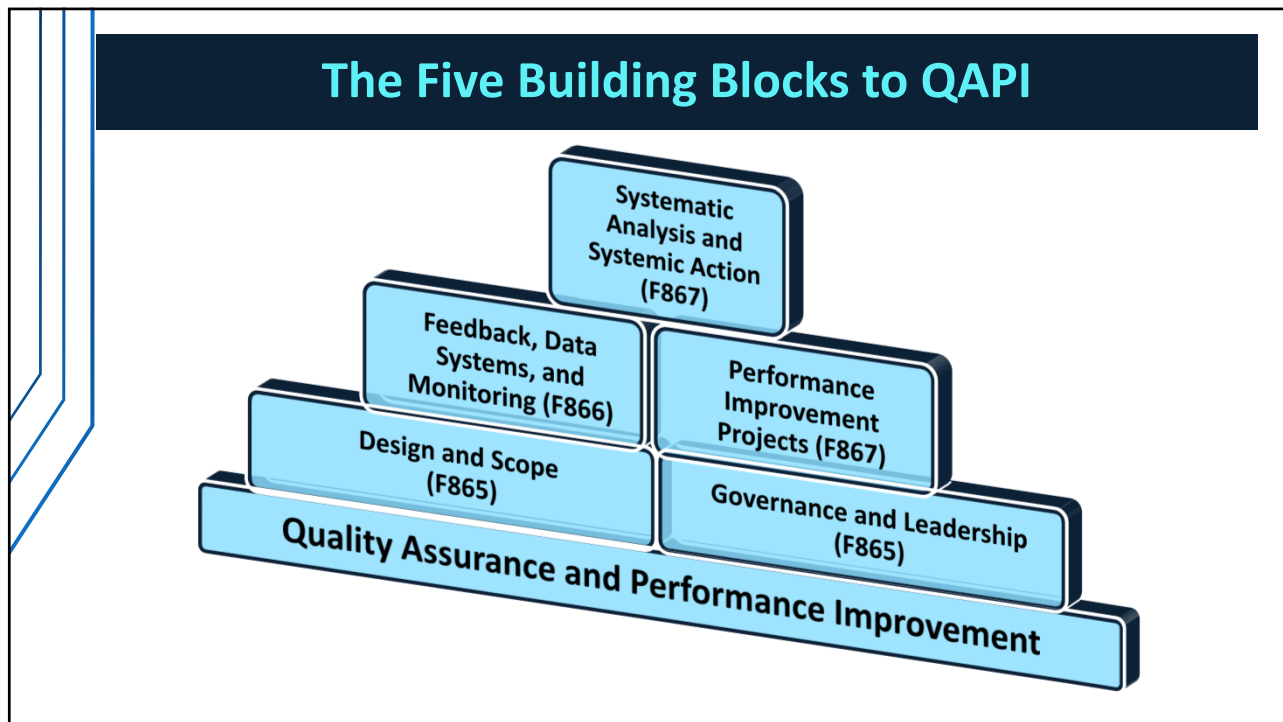 The Five Building Blocks to QAPI
Systematic
Analysis and
Systemic Action
(F867)
Feedback, Data
Systems, and
Monitoring (F866)
Performance
Improvement
Projects (F867)
Design and Scope
(F865)
Governance and Leadership
(F865)
Quality Assurance and Performance Improvement